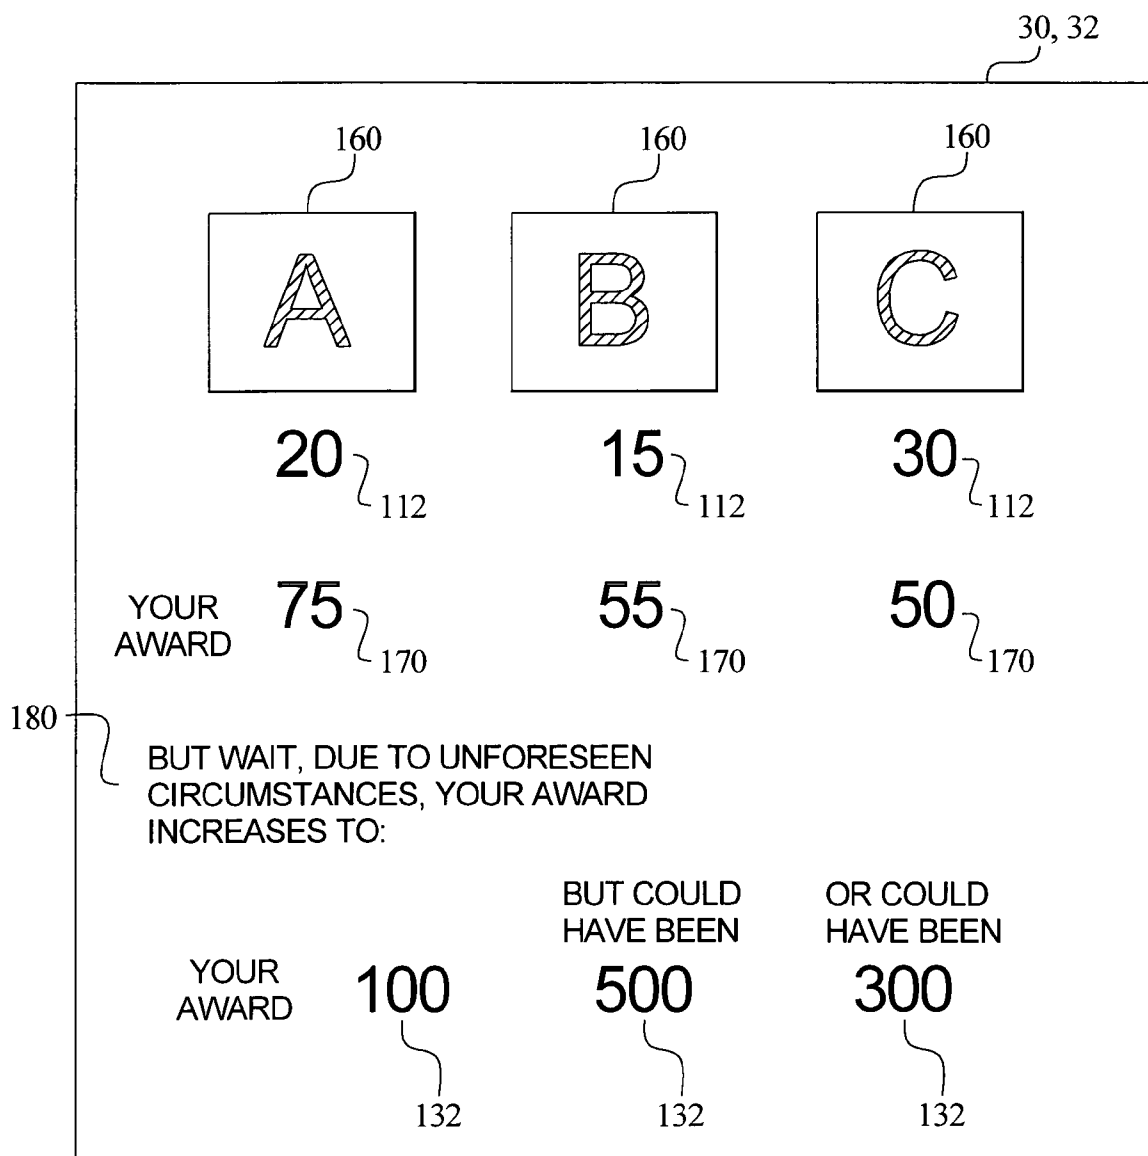 30, 32
160 160 160
A B C
20 15 30
112 112 112
YOUR AWARD 75 55 50
170 170 170
180
BUT WAIT, DUE TO UNFORESEEN
CIRCUMSTANCES, YOUR AWARD
INCREASES TO:
BUT COULD HAVE BEEN OR COULD HAVE BEEN
YOUR AWARD 100 500 300
132 132 132